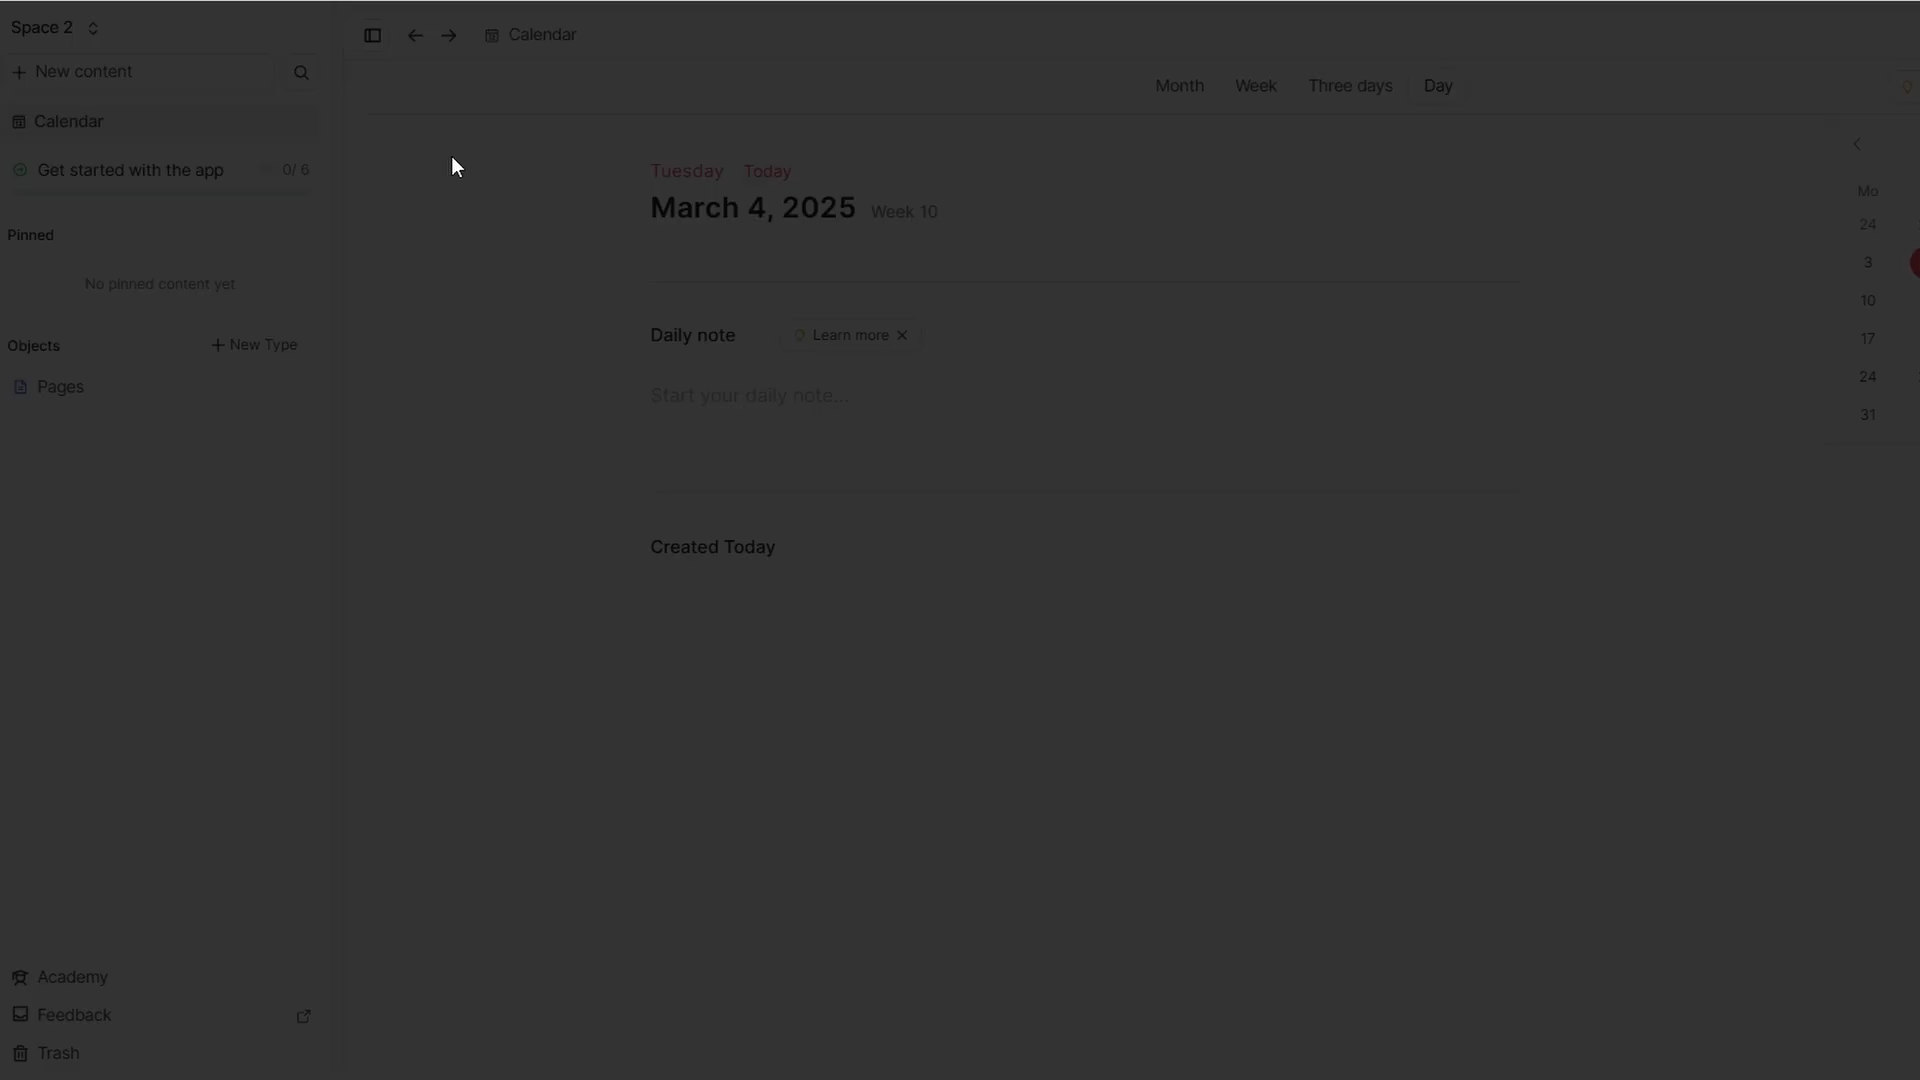 Space 2
New content
Calendar
Get started with the app 0/ 6
Pinned
No pinned content yet
Objects
New Type
Pages
Academy
Feedback
Trash
Calendar
Month Week Three days Day
Tuesday Today
March 4, 2025 Week 10
Daily note
Learn more
Start your daily note...
Created Today
Mo
24
3
10
17
24
31